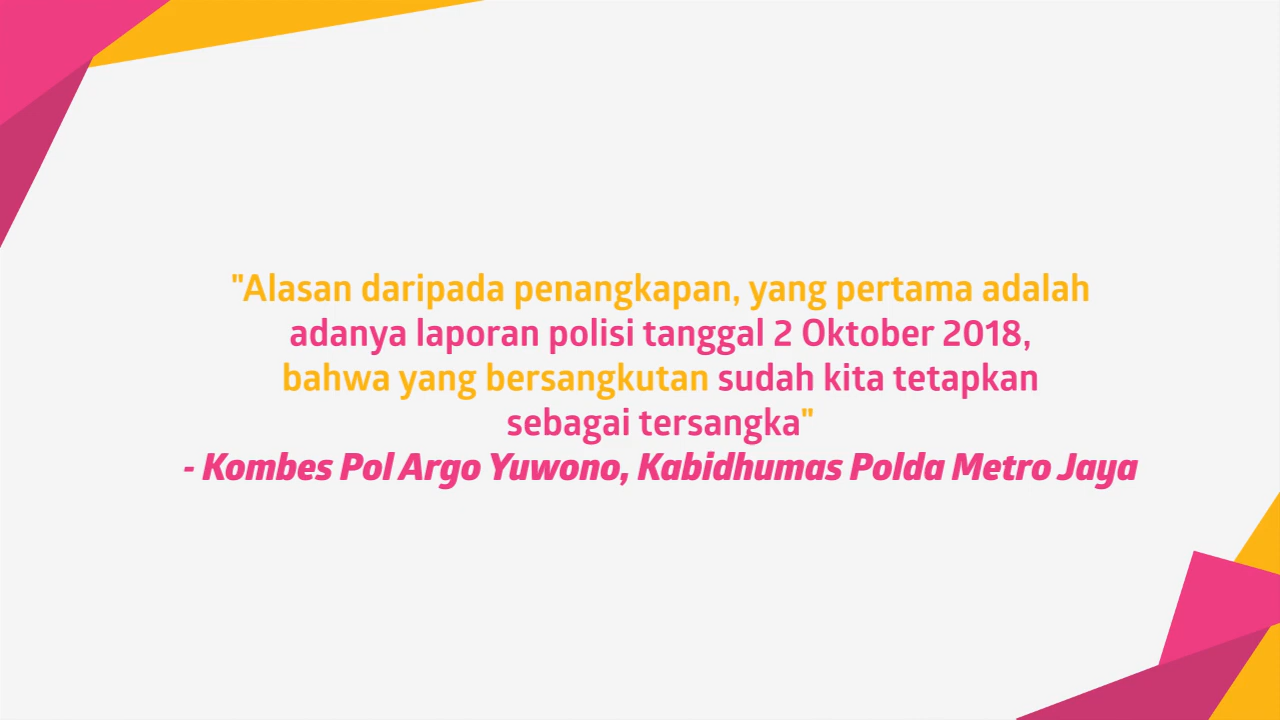 "Alasan daripada penangkapan, yang pertama adalah
adanya laporan polisi tanggal 2 Oktober 2018,
bahwa yang bersangkutan sudah kita tetapkan
sebagai tersangka"
- Kombes Pol Argo Yuwono, Kabidhumas Polda Metro Jaya